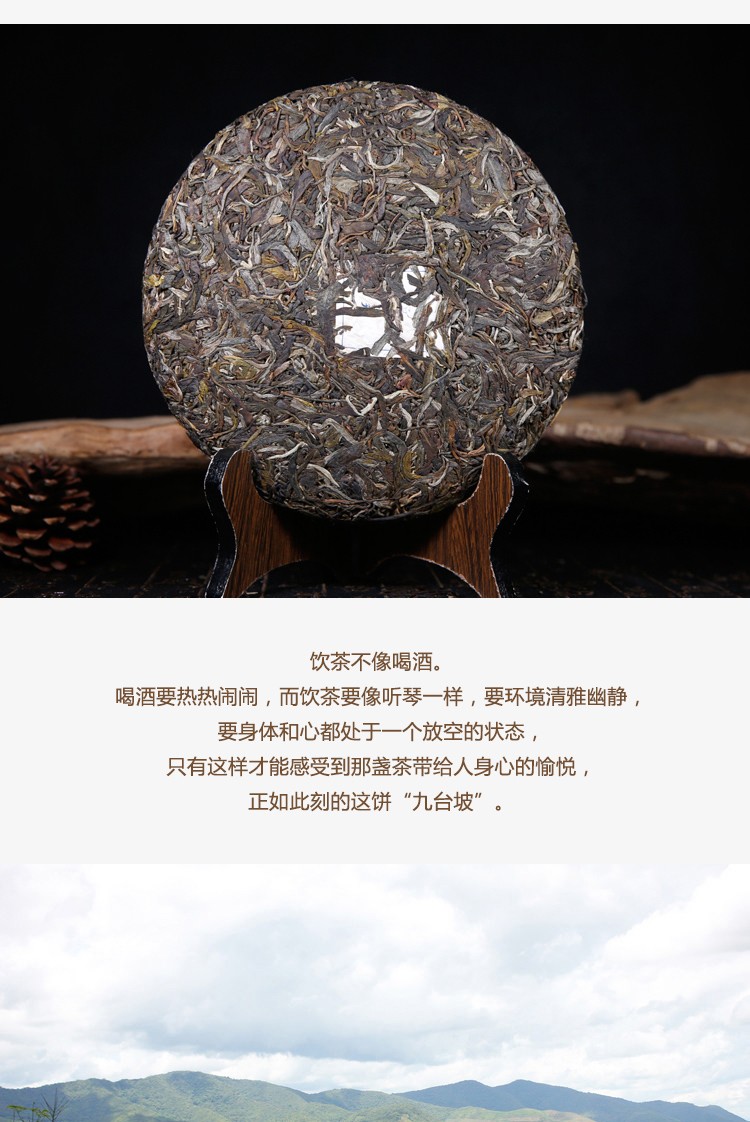 饮茶不像喝酒。
喝酒要热热闹闹，而饮茶要像听琴一样，要环境清雅幽静，
要身体和心都处于一个放空的状态，
只有这样才能感受到那盏茶带给人身心的愉悦，
正如此刻的这饼“九台坡”。